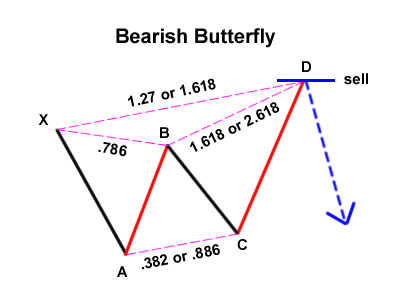 Bearish Butterfly
D
sell
1.27 or 1.618
X
B
1.618 or 2.618
.786
C
.382 or .886
A